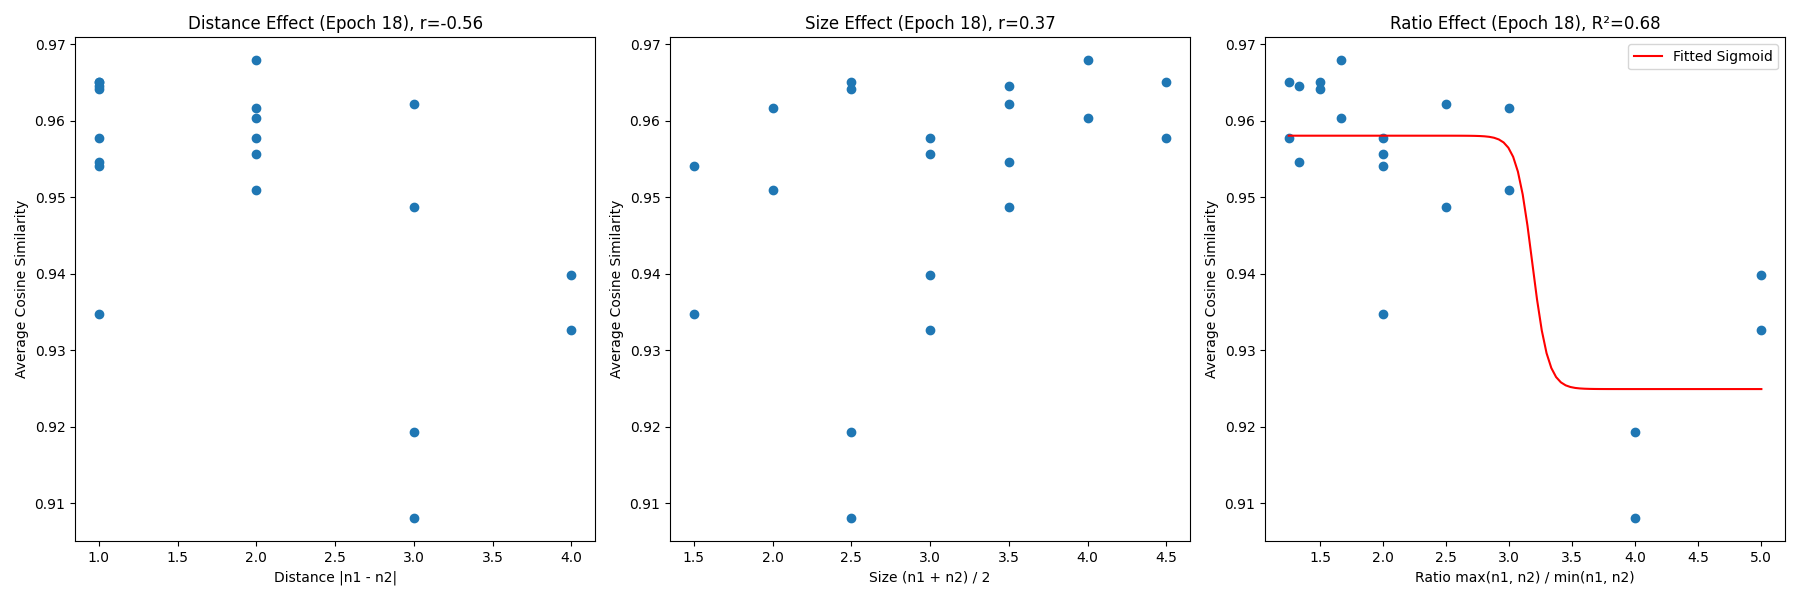 Distance Effect (Epoch 18), r=-0.56
0.97
0.96
0.95
0.94
0.93
0.92
0.91
Average Cosine Similarity
1.0 1.5 2.0 2.5 3.0 3.5 4.0
Distance |n1 - n2|
Size Effect (Epoch 18), r=0.37
0.97
0.96
0.95
0.94
0.93
0.92
0.91
Average Cosine Similarity
1.5 2.0 2.5 3.0 3.5 4.0 4.5
Size (n1 + n2) / 2
Ratio Effect (Epoch 18), R²=0.68
Fitted Sigmoid
0.97
0.96
0.95
0.94
0.93
0.92
0.91
Average Cosine Similarity
1.5 2.0 2.5 3.0 3.5 4.0 4.5 5.0
Ratio max(n1, n2) / min(n1, n2)